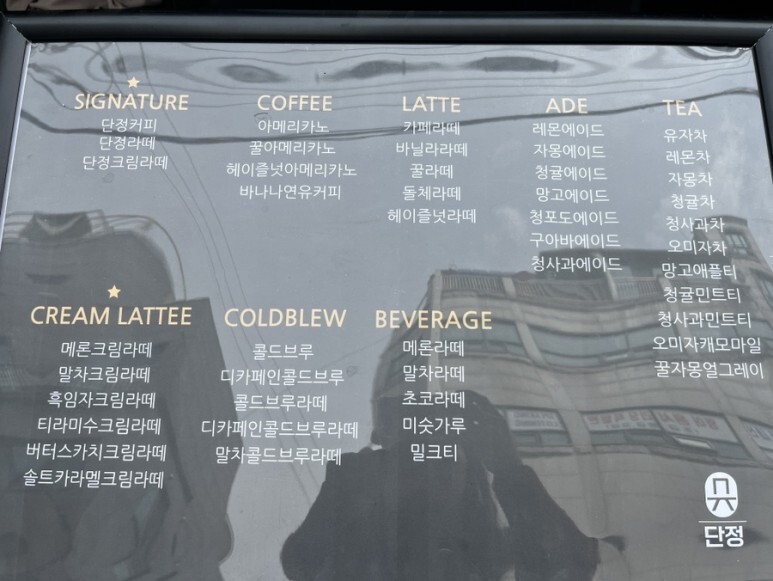 SIGNATURE
단정커피
단정라떼
단정크림라떼
COFFEE
아메리카노
꿀아메리카노
헤이즐넛아메리카노
바나나연유커피
LATTE
카페라떼
바닐라라떼
꿀라떼
돌체라떼
헤이즐넛라떼
ADE
레몬에이드
자몽에이드
청귤에이드
망고에이드
청포도에이드
구아바에이드
청사과에이드
TEA
유자차
레몬차
자몽차
청귤차
청사과차
오미자차
망고애플티
청귤민트티
청사과민트티
오미자캐모마일
꿀자몽얼그레이
CREAM LATTEE
메론크림라떼
말차크림라떼
흑임자크림라떼
티라미수크림라떼
버터스카치크림라떼
솔트카라멜크림라떼
COLDBLEW
콜드브루
디카페인콜드브루
콜드브루라떼
디카페인콜드브루라떼
말차콜드브루라떼
BEVERAGE
메론라떼
말차라떼
초코라떼
미숫가루
밀크티
단정